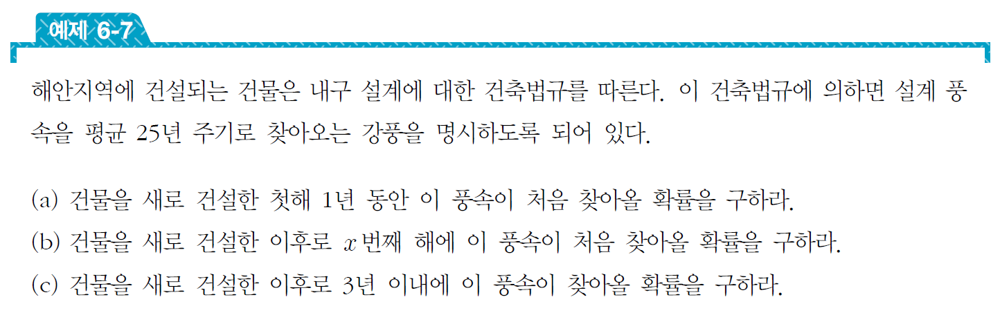 예제 6-7
해안지역에 건설되는 건물은 내구 설계에 대한 건축법규를 따른다. 이 건축법규에 의하면 설계 풍
속을 평균 25년 주기로 찾아오는 강풍을 명시하도록 되어 있다.
(a) 건물을 새로 건설한 첫해 1년 동안 이 풍속이 처음 찾아올 확률을 구하라.
(b) 건물을 새로 건설한 이후로 x번째 해에 이 풍속이 처음 찾아올 확률을 구하라.
(c) 건물을 새로 건설한 이후로 3년 이내에 이 풍속이 찾아올 확률을 구하라.